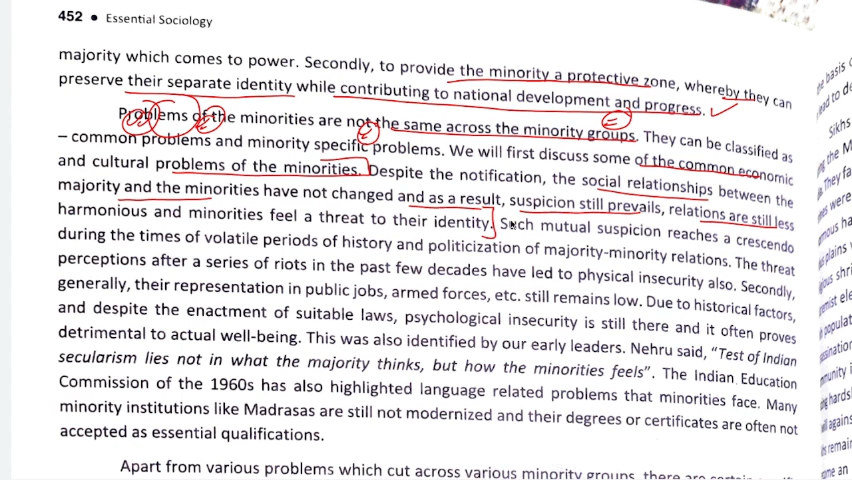 452 • Essential Sociology
majority which comes to power. Secondly, to provide the minority a protective zone, whereby they can
preserve their separate identity while contributing to national development and progress.
Problems of the minorities are not the same across the minority groups. They can be classified as
– common problems and minority specific problems. We will first discuss some of the common economic
and cultural problems of the minorities. Despite the notification, the social relationships between the
majority and the minorities have not changed and as a result, suspicion still prevails, relations are still less
harmonious and minorities feel a threat to their identity. Such mutual suspicion reaches a crescendo
during the times of volatile periods of history and politicization of majority-minority relations. The threat
perceptions after a series of riots in the past few decades have led to physical insecurity also. Secondly,
generally, their representation in public jobs, armed forces, etc. still remains low. Due to historical factors,
and despite the enactment of suitable laws, psychological insecurity is still there and it often proves
detrimental to actual well-being. This was also identified by our early leaders. Nehru said, "Test of Indian
secularism lies not in what the majority thinks, but how the minorities feels". The Indian Education
Commission of the 1960s has also highlighted language related problems that minorities face. Many
minority institutions like Madrasas are still not modernized and their degrees or certificates are often not
accepted as essential qualifications.
Apart from various problems which cut across various minority groups, there are certain